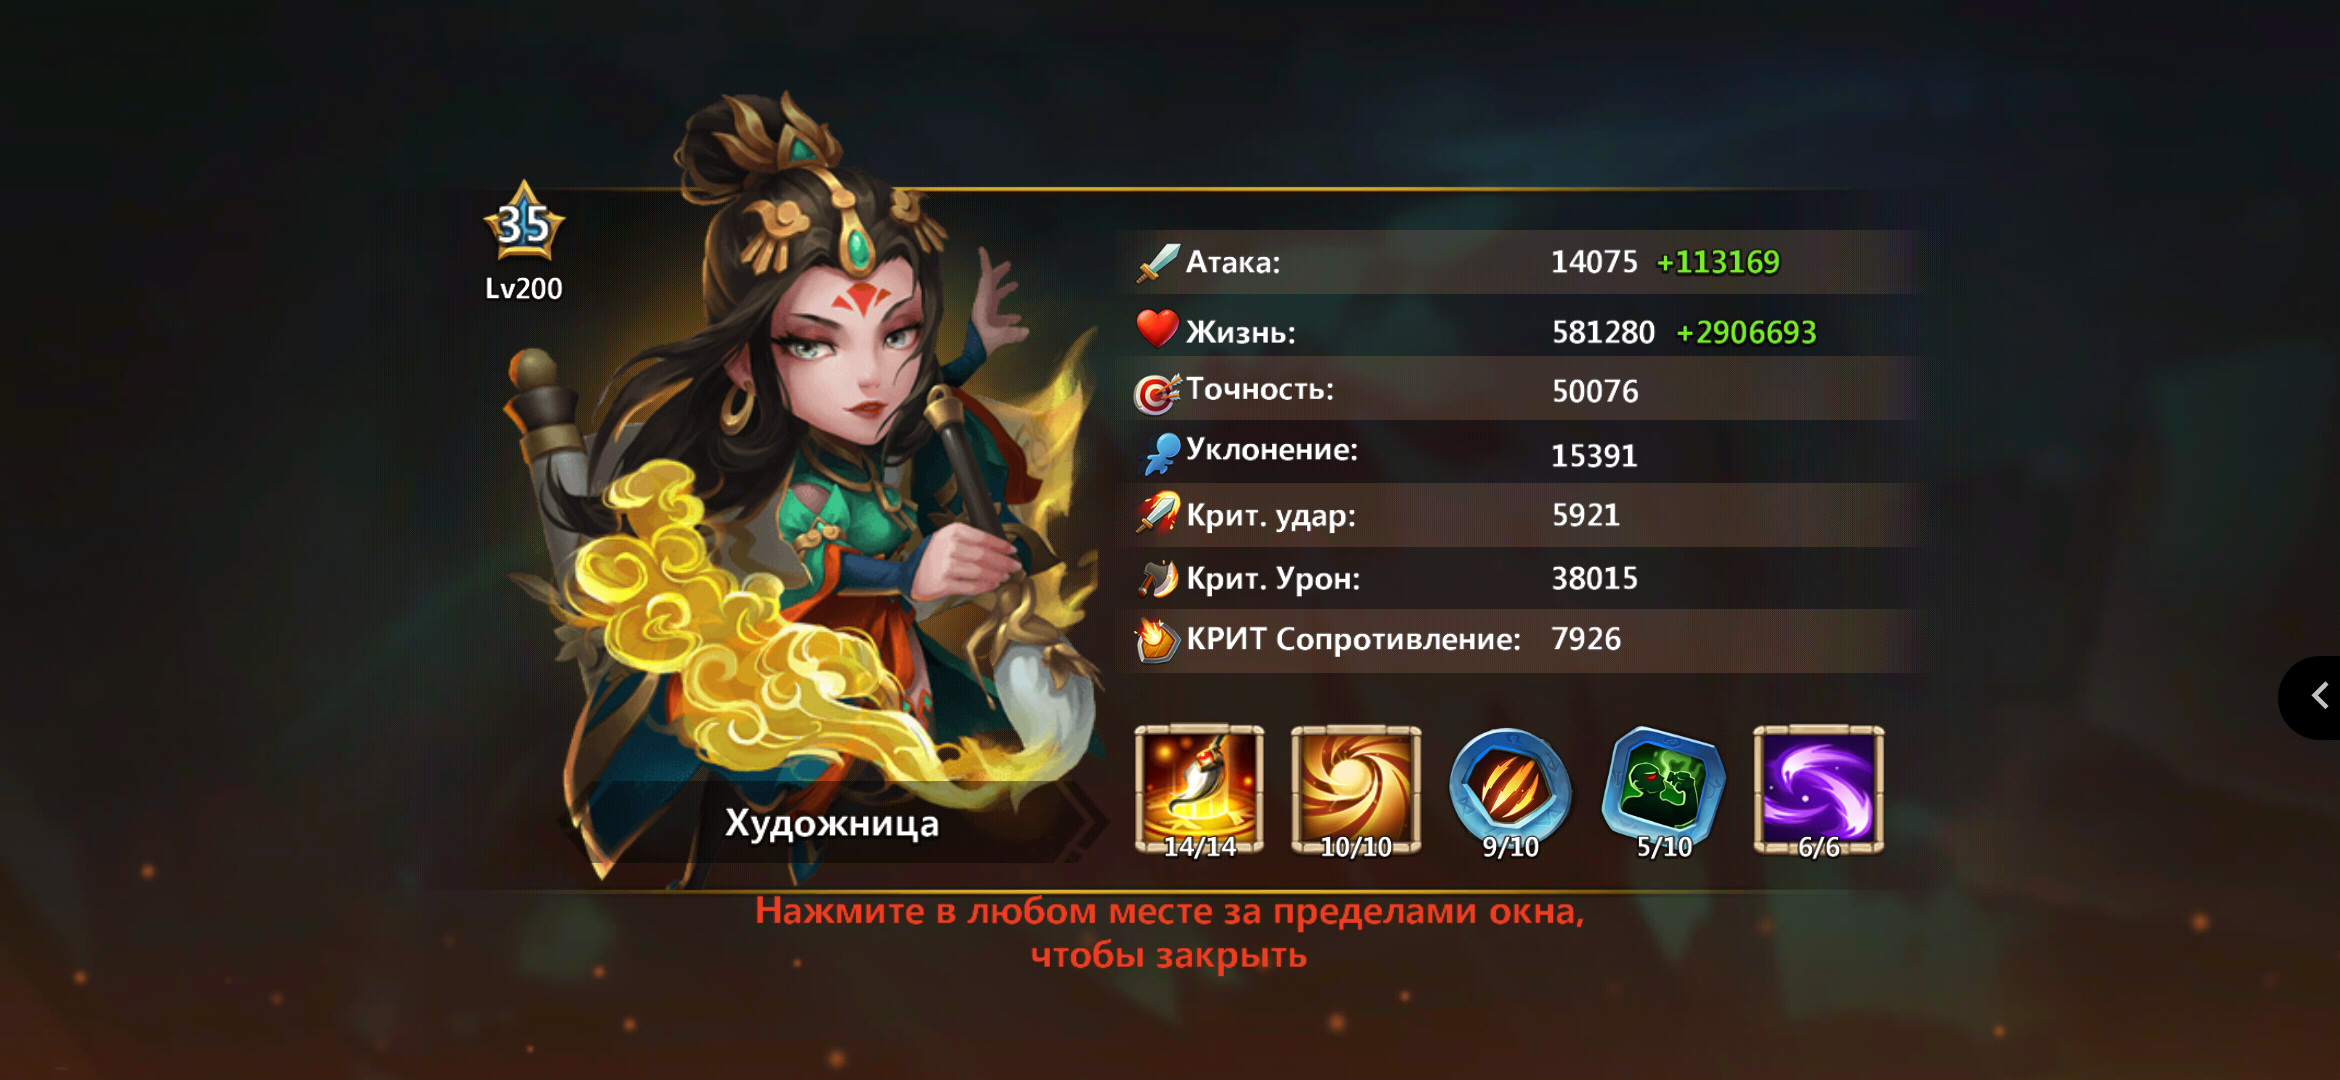 35
Lv200
Атака: 14075 +113169
Жизнь: 581280 +2906693
Точность: 50076
Уклонение: 15391
Крит. удар: 5921
Крит. Урон: 38015
КРИТ Сопротивление: 7926
Художница
14/14 10/10 9/10 5/10 6/6
Нажмите в любом месте за пределами окна,
чтобы закрыть